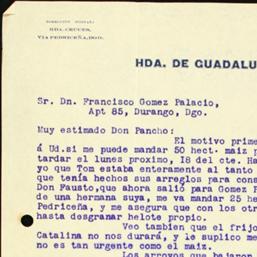 HDA. CRUCES,
VIA PEDRICEÑA, DGO.
HDA. DE GUADALU
Sr. Dn. Francisco Gomez Palacio,
Apt 85, Durango, Dgo.
Muy estimado Don Pancho:
El motivo prime
á Ud.si me puede mandar 50 hect. maiz p
tardar el lunes proximo, 18 del cte. Ha
yo que Tom estaba enteramente al tanto
que tenía hechos sus arreglos para cons
Don Fausto,que ahora salió para Gomez P
de una hermana suya, me va mandar 25 he
Pedriceña, y me asegura que con los otr
hasta desgranar helote propio.
Veo tambien que el frijo
Catalina no nos durará, y le suplico me
no es tan urgente como el maiz.
Los arroyos que bajaron